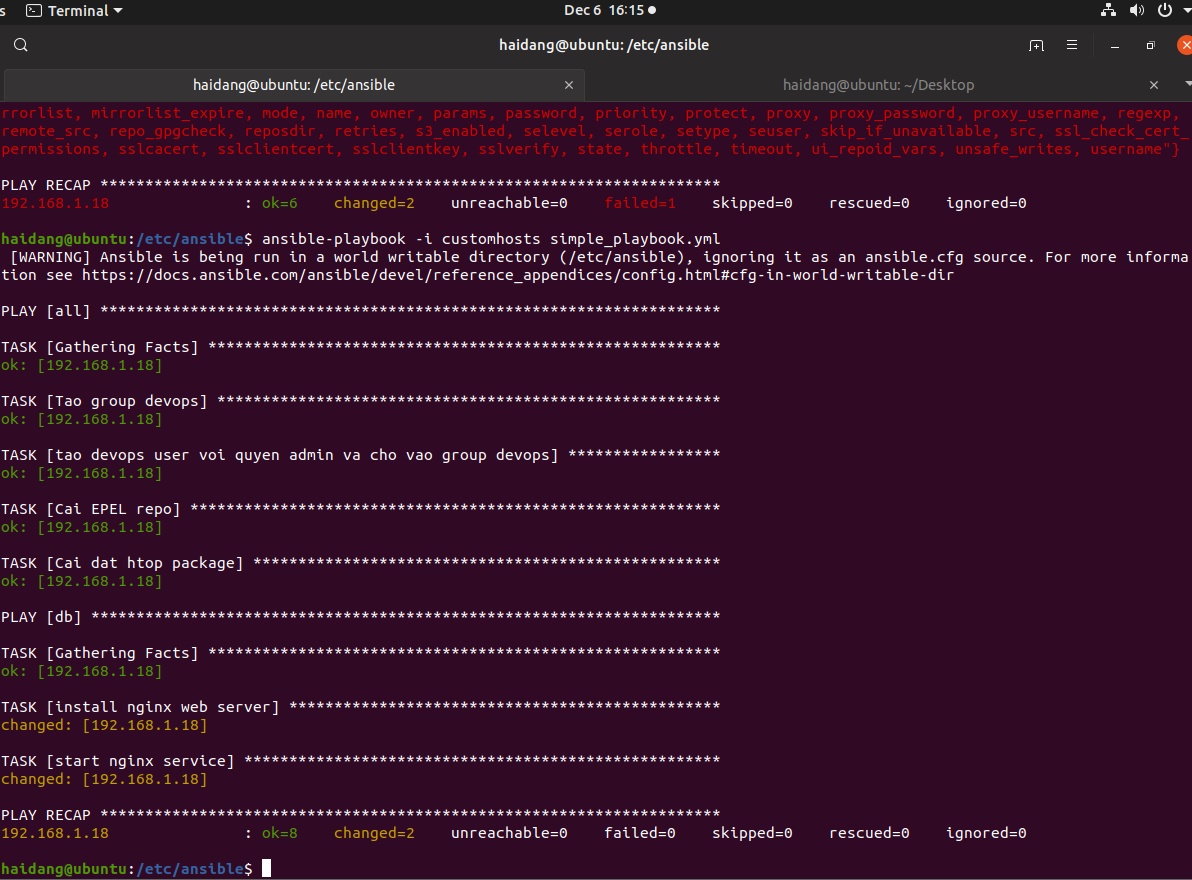 s Terminal Dec 6 16:15
haidang@ubuntu: /etc/ansible
haidang@ubuntu: /etc/ansible haidang@ubuntu: ~/Desktop
rrorlist, mirrorlist_expire, mode, name, owner, params, password, priority, protect, proxy, proxy_password, proxy_username, regexp,
remote_src, repo_gpgcheck, reposdir, retries, s3_enabled, selevel, serole, setype, seuser, skip_if_unavailable, src, ssl_check_cert_
permissions, sslcacert, sslclientcert, sslclientkey, sslverify, state, throttle, timeout, ui_repoid_vars, unsafe_writes, username"}
PLAY RECAP *********************************************************************
192.168.1.18 : ok=6 changed=2 unreachable=0 failed=1 skipped=0 rescued=0 ignored=0
haidang@ubuntu:/etc/ansible$ ansible-playbook -i customhosts simple_playbook.yml
[WARNING] Ansible is being run in a world writable directory (/etc/ansible), ignoring it as an ansible.cfg source. For more informa
tion see https://docs.ansible.com/ansible/devel/reference_appendices/config.html#cfg-in-world-writable-dir
PLAY [all] *********************************************************************
TASK [Gathering Facts] *********************************************************
ok: [192.168.1.18]
TASK [Tao group devops] ********************************************************
ok: [192.168.1.18]
TASK [tao devops user voi quyen admin va cho vao group devops] *****************
ok: [192.168.1.18]
TASK [Cai EPEL repo] ***********************************************************
ok: [192.168.1.18]
TASK [Cai dat htop package] ****************************************************
ok: [192.168.1.18]
PLAY [db] **********************************************************************
TASK [Gathering Facts] *********************************************************
ok: [192.168.1.18]
TASK [install nginx web server] ************************************************
changed: [192.168.1.18]
TASK [start nginx service] *****************************************************
changed: [192.168.1.18]
PLAY RECAP *********************************************************************
192.168.1.18 : ok=8 changed=2 unreachable=0 failed=0 skipped=0 rescued=0 ignored=0
haidang@ubuntu:/etc/ansible$